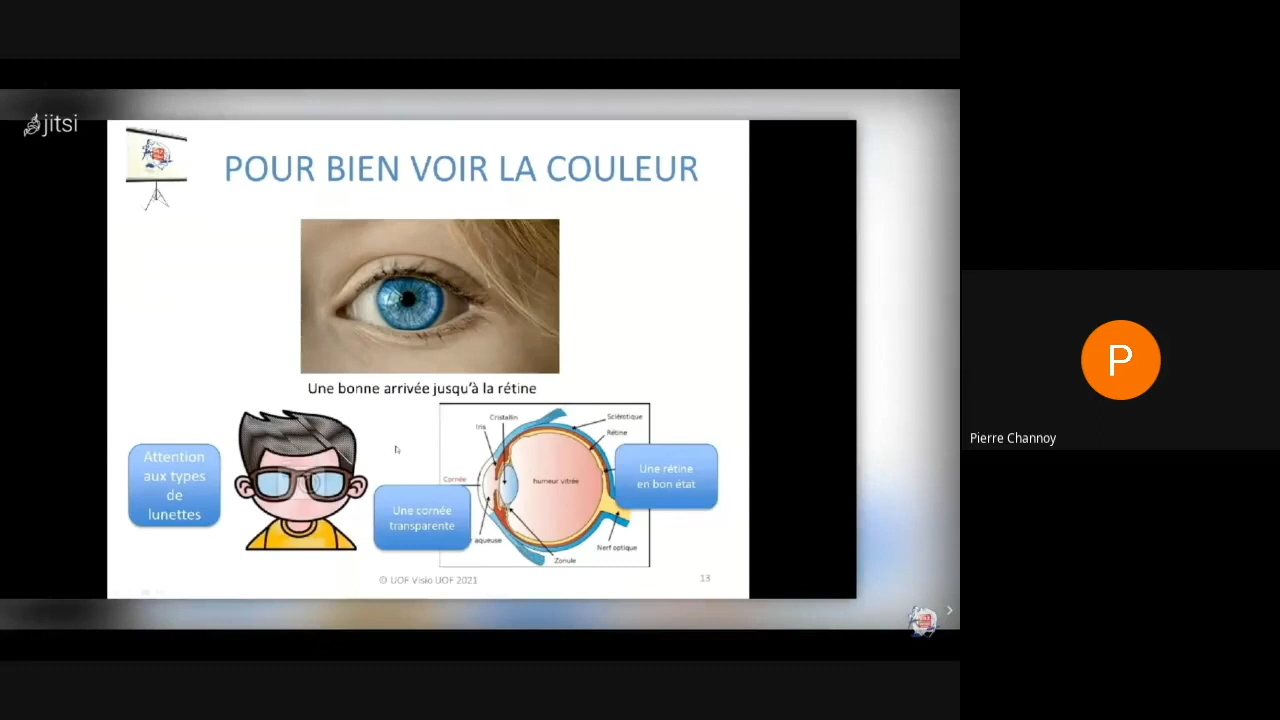 jitsi
POUR BIEN VOIR LA COULEUR
Une bonne arrivée jusqu'à la rétine
Attention
aux types
de
lunettes
Cristallin
Iris
Cornée
Sclérotique
Rétine
humeur vitrée
Une rétine
en bon état
Une cornée
transparente
aqueuse
Zonule
Nerf optique
© UOF Visio UOF 2021
13
P
Pierre Channoy